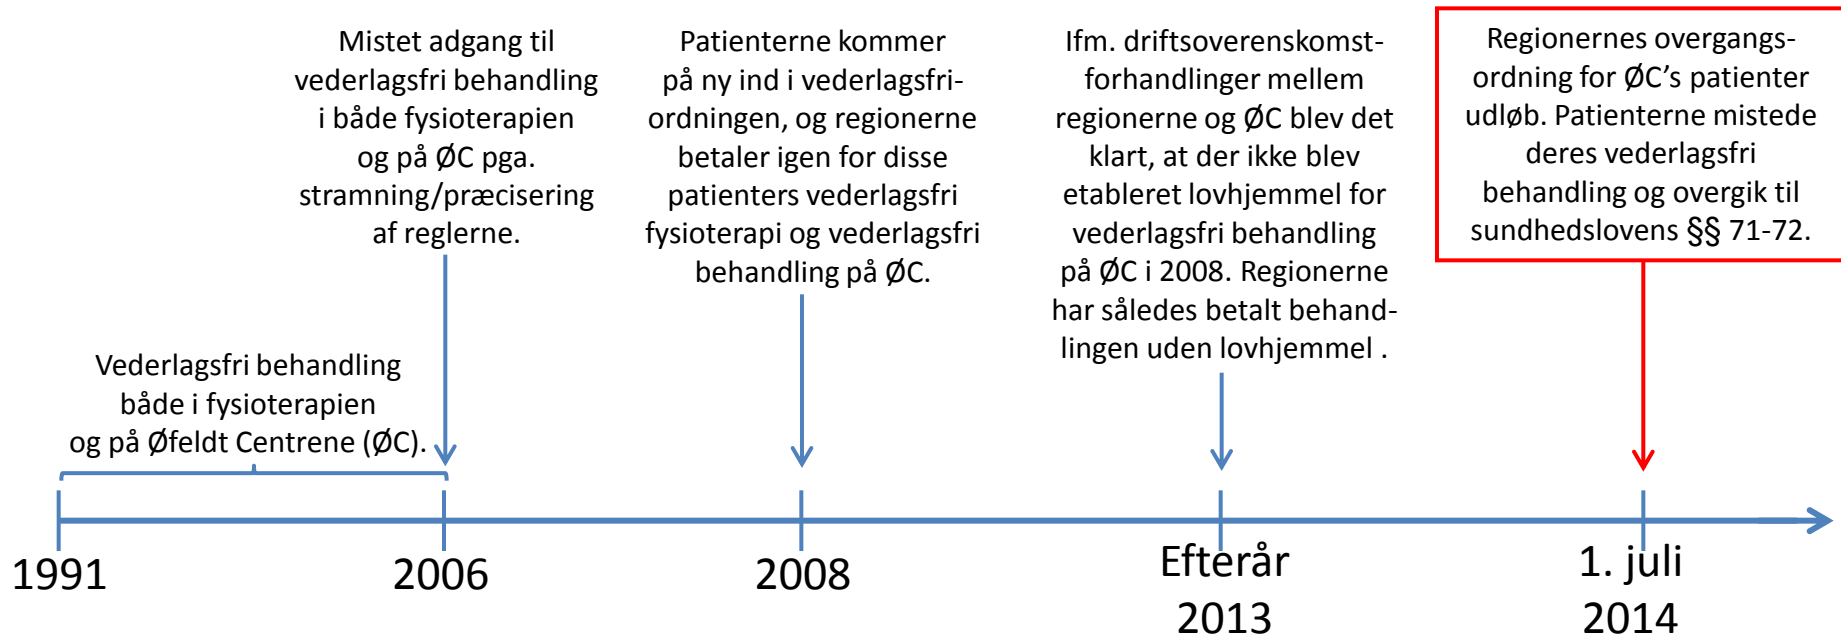 Vederlagsfri behandling
både i fysioterapien
og på Øfeldt Centrene (ØC).
Mistet adgang til
vederlagsfri behandling
i både fysioterapien
og på ØC pga.
stramning/præcisering
af reglerne.
Patienterne kommer
på ny ind i vederlagsfri-
ordningen, og regionerne
betaler igen for disse
patienters vederlagsfri
fysioterapi og vederlagsfri
behandling på ØC.
Ifm. driftsoverenskomst-
forhandlinger mellem
regionerne og ØC blev det
klart, at der ikke blev
etableret lovhjemmel for
vederlagsfri behandling
på ØC i 2008. Regionerne
har således betalt behand-
lingen uden lovhjemmel .
Regionernes overgangs-
ordning for ØC's patienter
udløb. Patienterne mistede
deres vederlagsfri
behandling og overgik til
sundhedslovens §§ 71-72.
1991
2006
2008
Efterår
2013
1. juli
2014